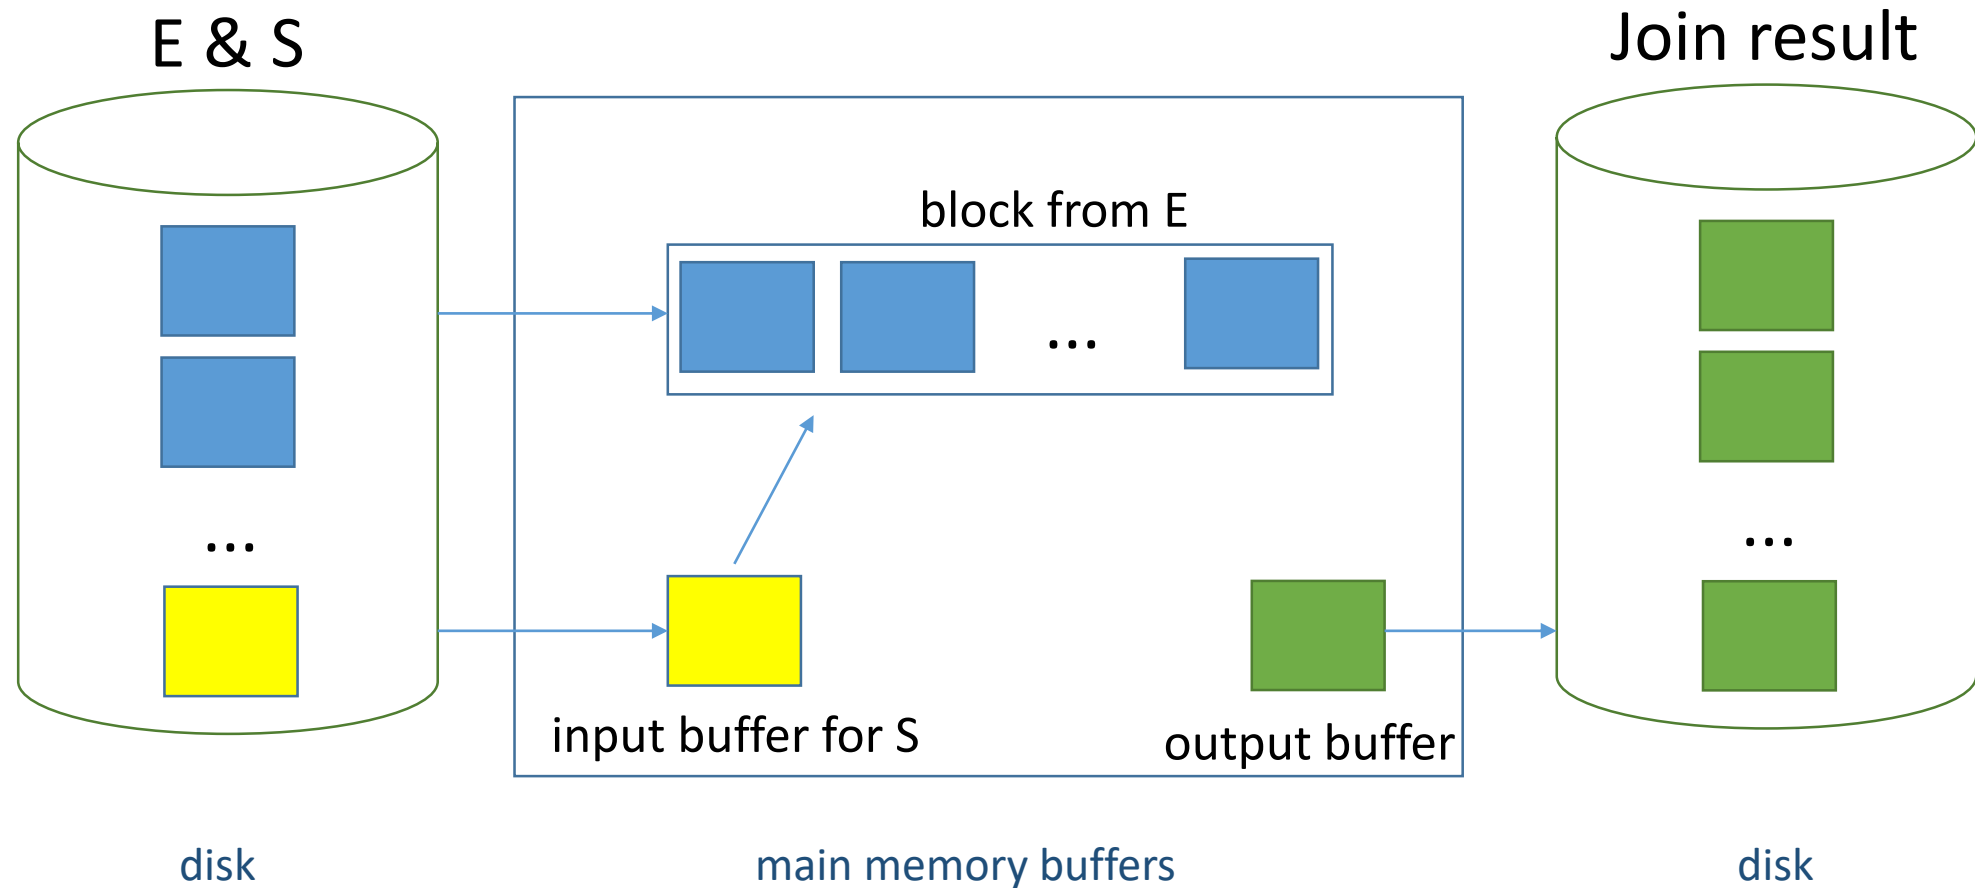 E & S
Join result
block from E
...
...
...
input buffer for S
output buffer
disk
main memory buffers
disk